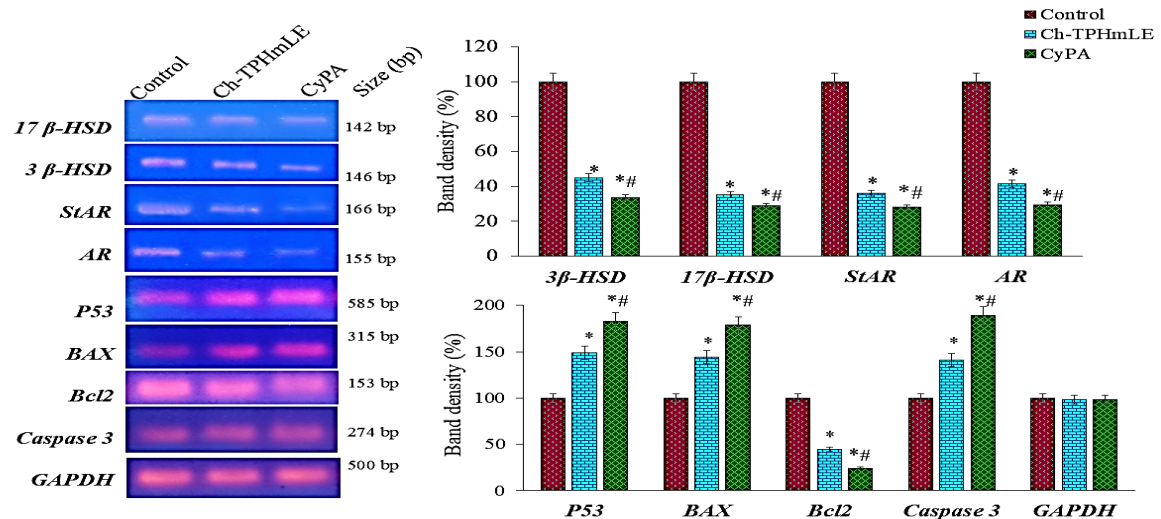 Control
Ch-TPHmLE
CyPA
Size (bp)
17 β-HSD
142 bp
3 β-HSD
146 bp
StAR
166 bp
AR
155 bp
P53
585 bp
BAX
315 bp
Bcl2
153 bp
Caspase 3
274 bp
GAPDH
500 bp
Control
Ch-TPHmLE
CyPA
Band density (%)
120
100
80
60
40
20
0
* *# * *# * *# * *#
3β-HSD 17β-HSD StAR AR
Band density (%)
200
150
100
50
0
* *# * *# * *# * *#
P53 BAX Bcl2 Caspase 3 GAPDH